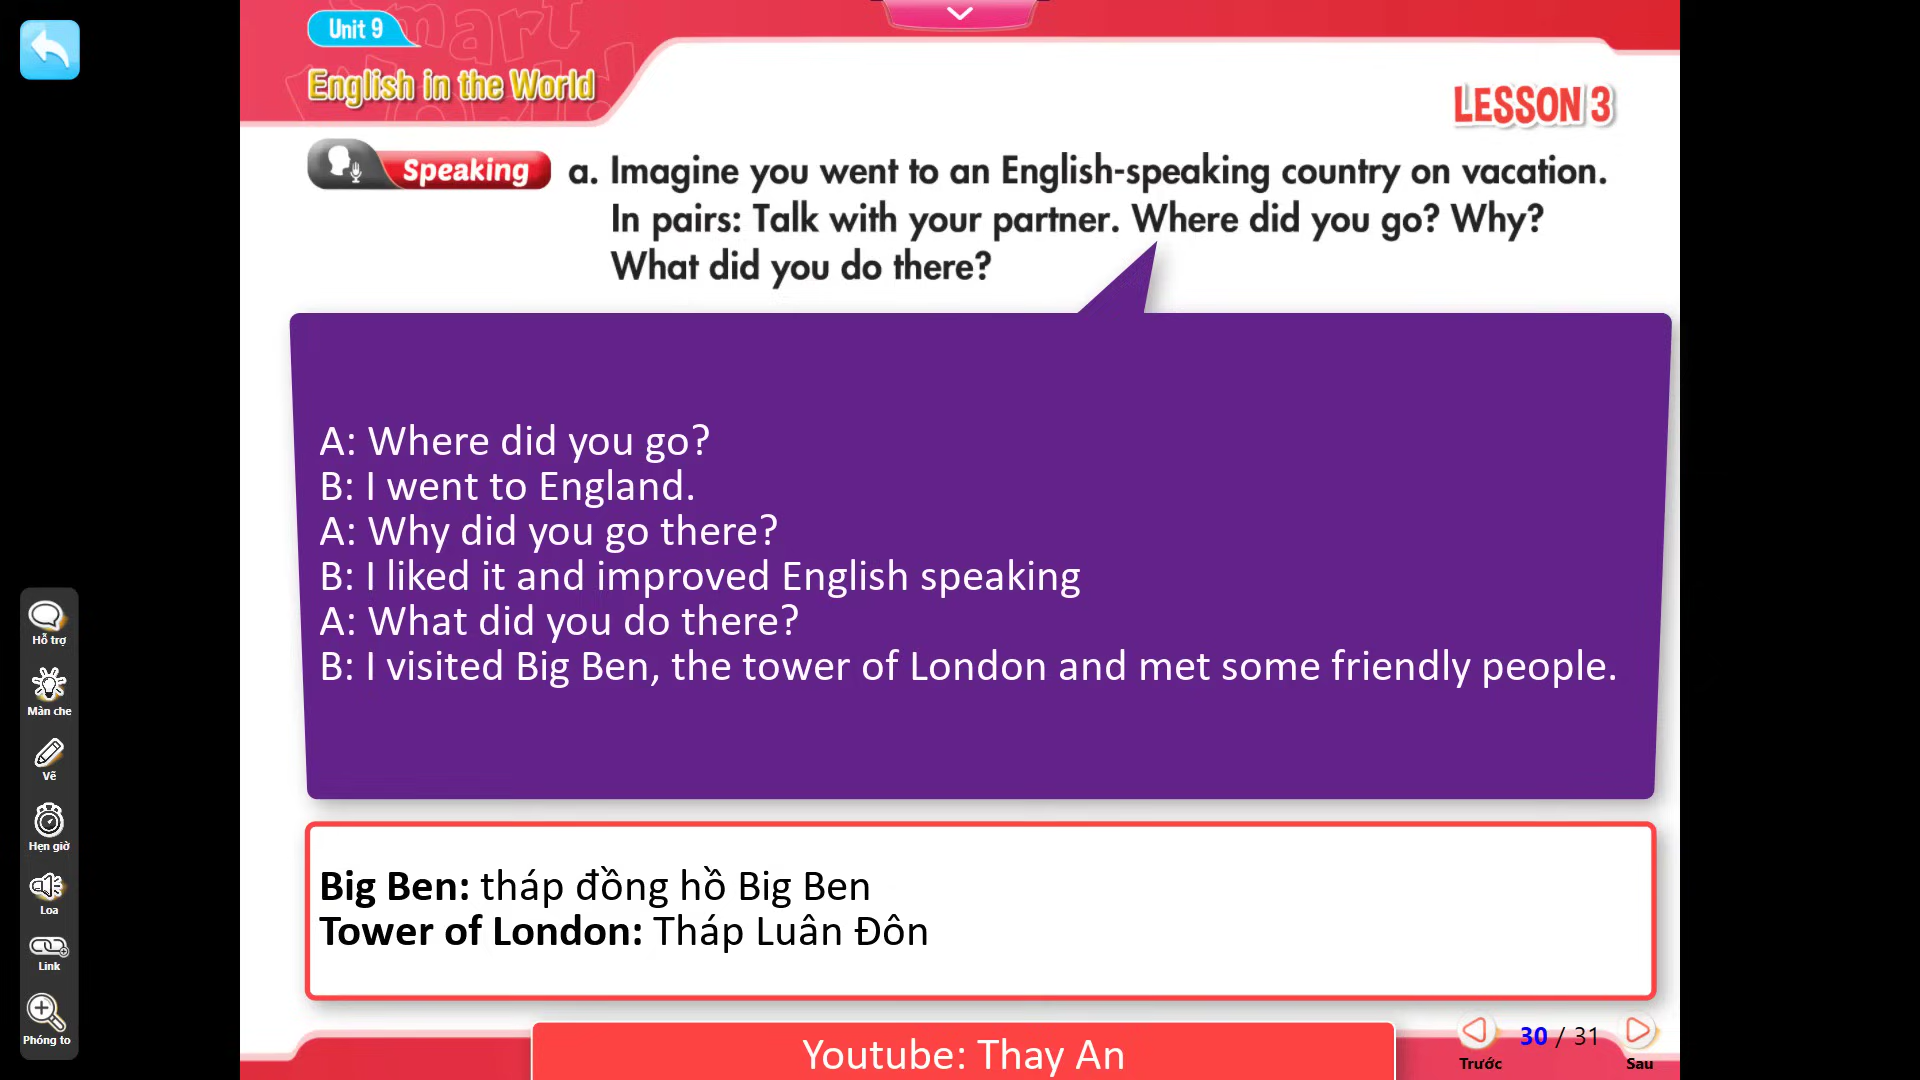 Unit 9
English in the World
LESSON 3
Speaking
a. Imagine you went to an English-speaking country on vacation.
In pairs: Talk with your partner. Where did you go? Why?
What did you do there?
A: Where did you go?
B: I went to England.
A: Why did you go there?
B: I liked it and improved English speaking
A: What did you do there?
B: I visited Big Ben, the tower of London and met some friendly people.
Big Ben: tháp đồng hồ Big Ben
Tower of London: Tháp Luân Đôn
Youtube: Thay An
30 / 31
Trước
Sau
Hỗ trợ
Màn che
Vẽ
Hẹn giờ
Loa
Link
Phóng to